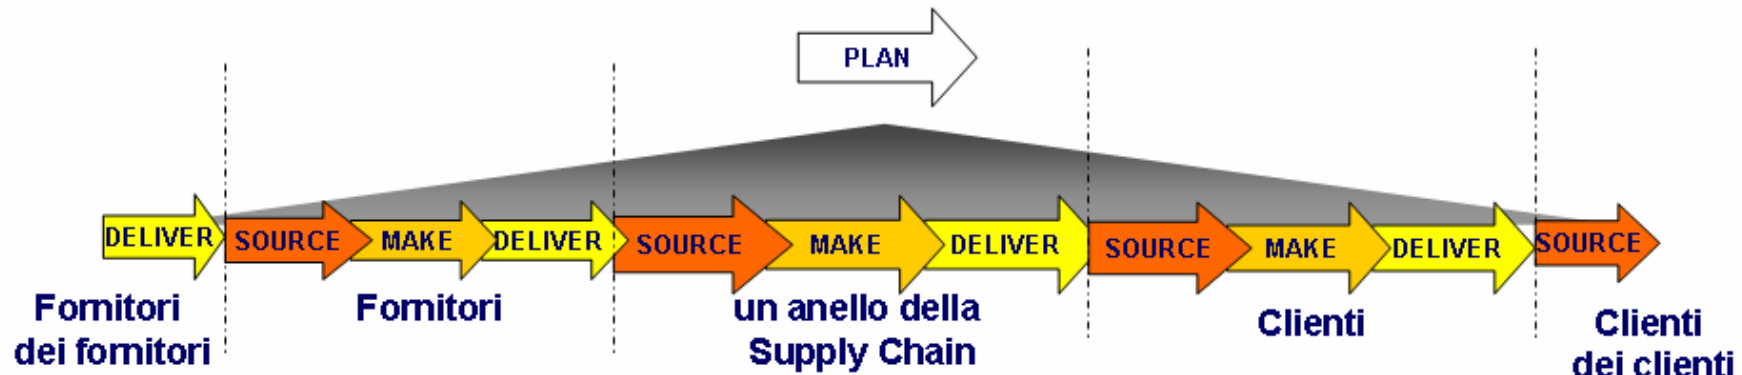 PLAN
DELIVER SOURCE MAKE DELIVER SOURCE MAKE DELIVER SOURCE MAKE DELIVER SOURCE
Fornitori
dei fornitori
Fornitori
un anello della
Supply Chain
Clienti
Clienti
dei clienti